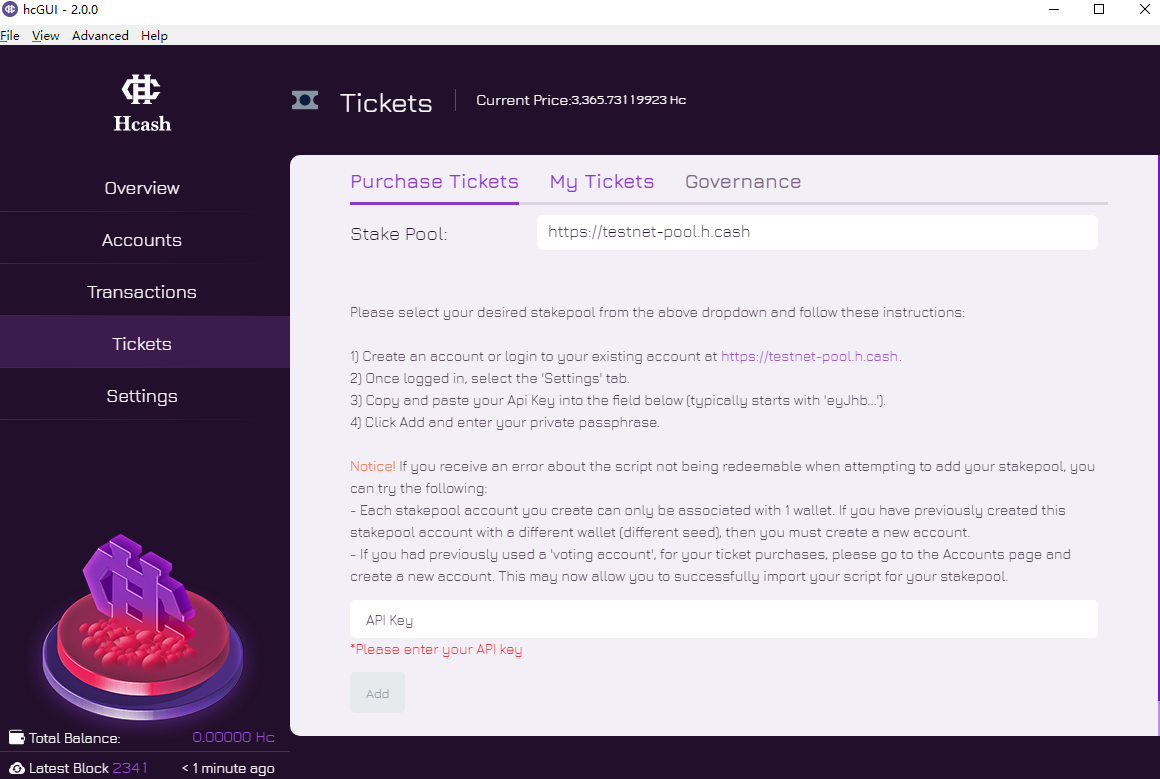 hcGUI - 2.0.0
File View Advanced Help
Hcash
Overview
Accounts
Transactions
Tickets
Settings
Total Balance: 0.00000 Hc
Latest Block 2341 < 1 minute ago
Tickets Current Price:3,365.73119923 Hc
Purchase Tickets My Tickets Governance
Stake Pool: https://testnet-pool.h.cash
Please select your desired stakepool from the above dropdown and follow these instructions:
1) Create an account or login to your existing account at https://testnet-pool.h.cash.
2) Once logged in, select the 'Settings' tab.
3) Copy and paste your Api Key into the field below (typically starts with 'eyJhb...').
4) Click Add and enter your private passphrase.
Notice! If you receive an error about the script not being redeemable when attempting to add your stakepool, you
can try the following:
- Each stakepool account you create can only be associated with 1 wallet. If you have previously created this
stakepool account with a different wallet (different seed), then you must create a new account.
- If you had previously used a 'voting account', for your ticket purchases, please go to the Accounts page and
create a new account. This may now allow you to successfully import your script for your stakepool.
API Key
*Please enter your API key
Add